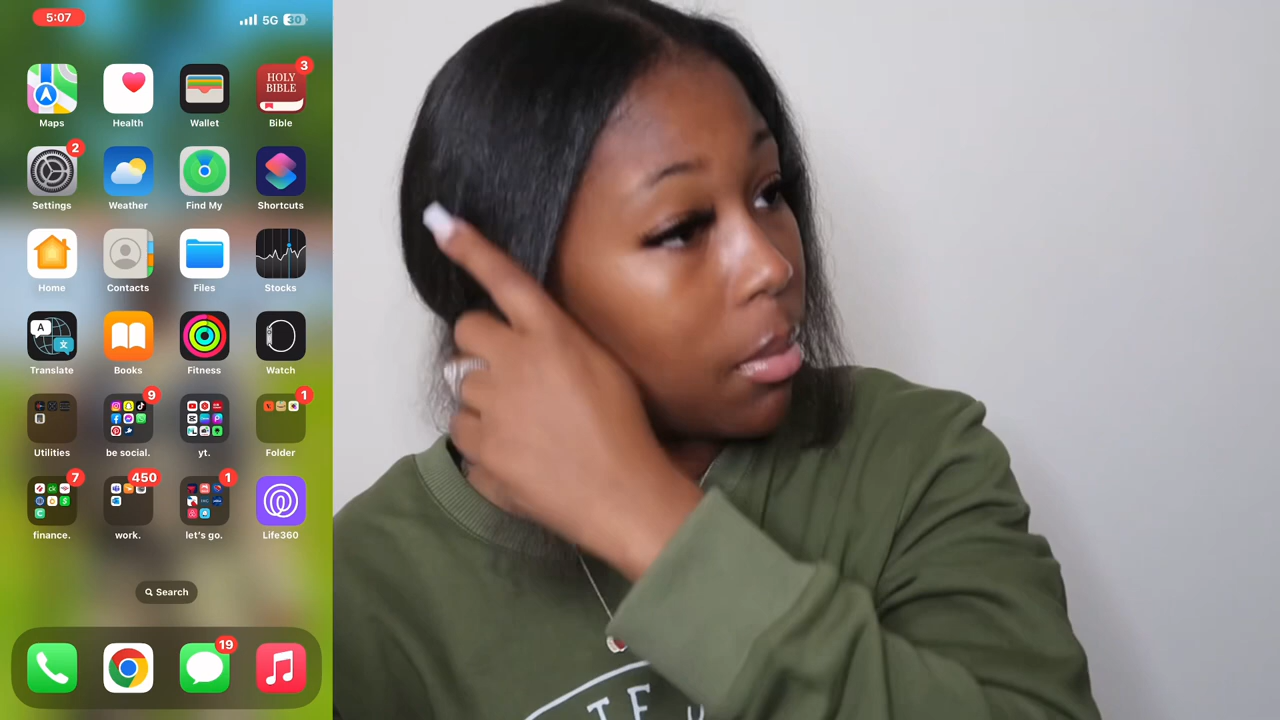 5:07
5G 30
3
HOLY
BIBLE
Maps
Health
Wallet
Bible
2
Settings
Weather
Find My
Shortcuts
Home
Contacts
Files
Stocks
A
文
Translate
Books
Fitness
Watch
9
1
Utilities
be social.
yt.
Folder
7
450
1
finance.
work.
let's go.
Life360
Search
19